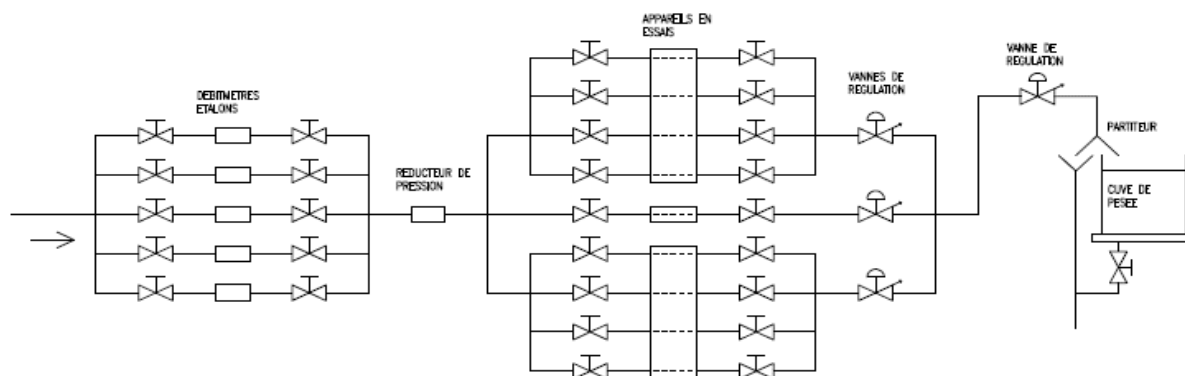 APPAREILS EN
ESSAIS
VANNE DE
REGULATION
VANNES DE
REGULATION
DEBITMETRES
ETALONS
PARTITEUR
REDUCTEUR DE
PRESSION
CUVE DE
PESEE